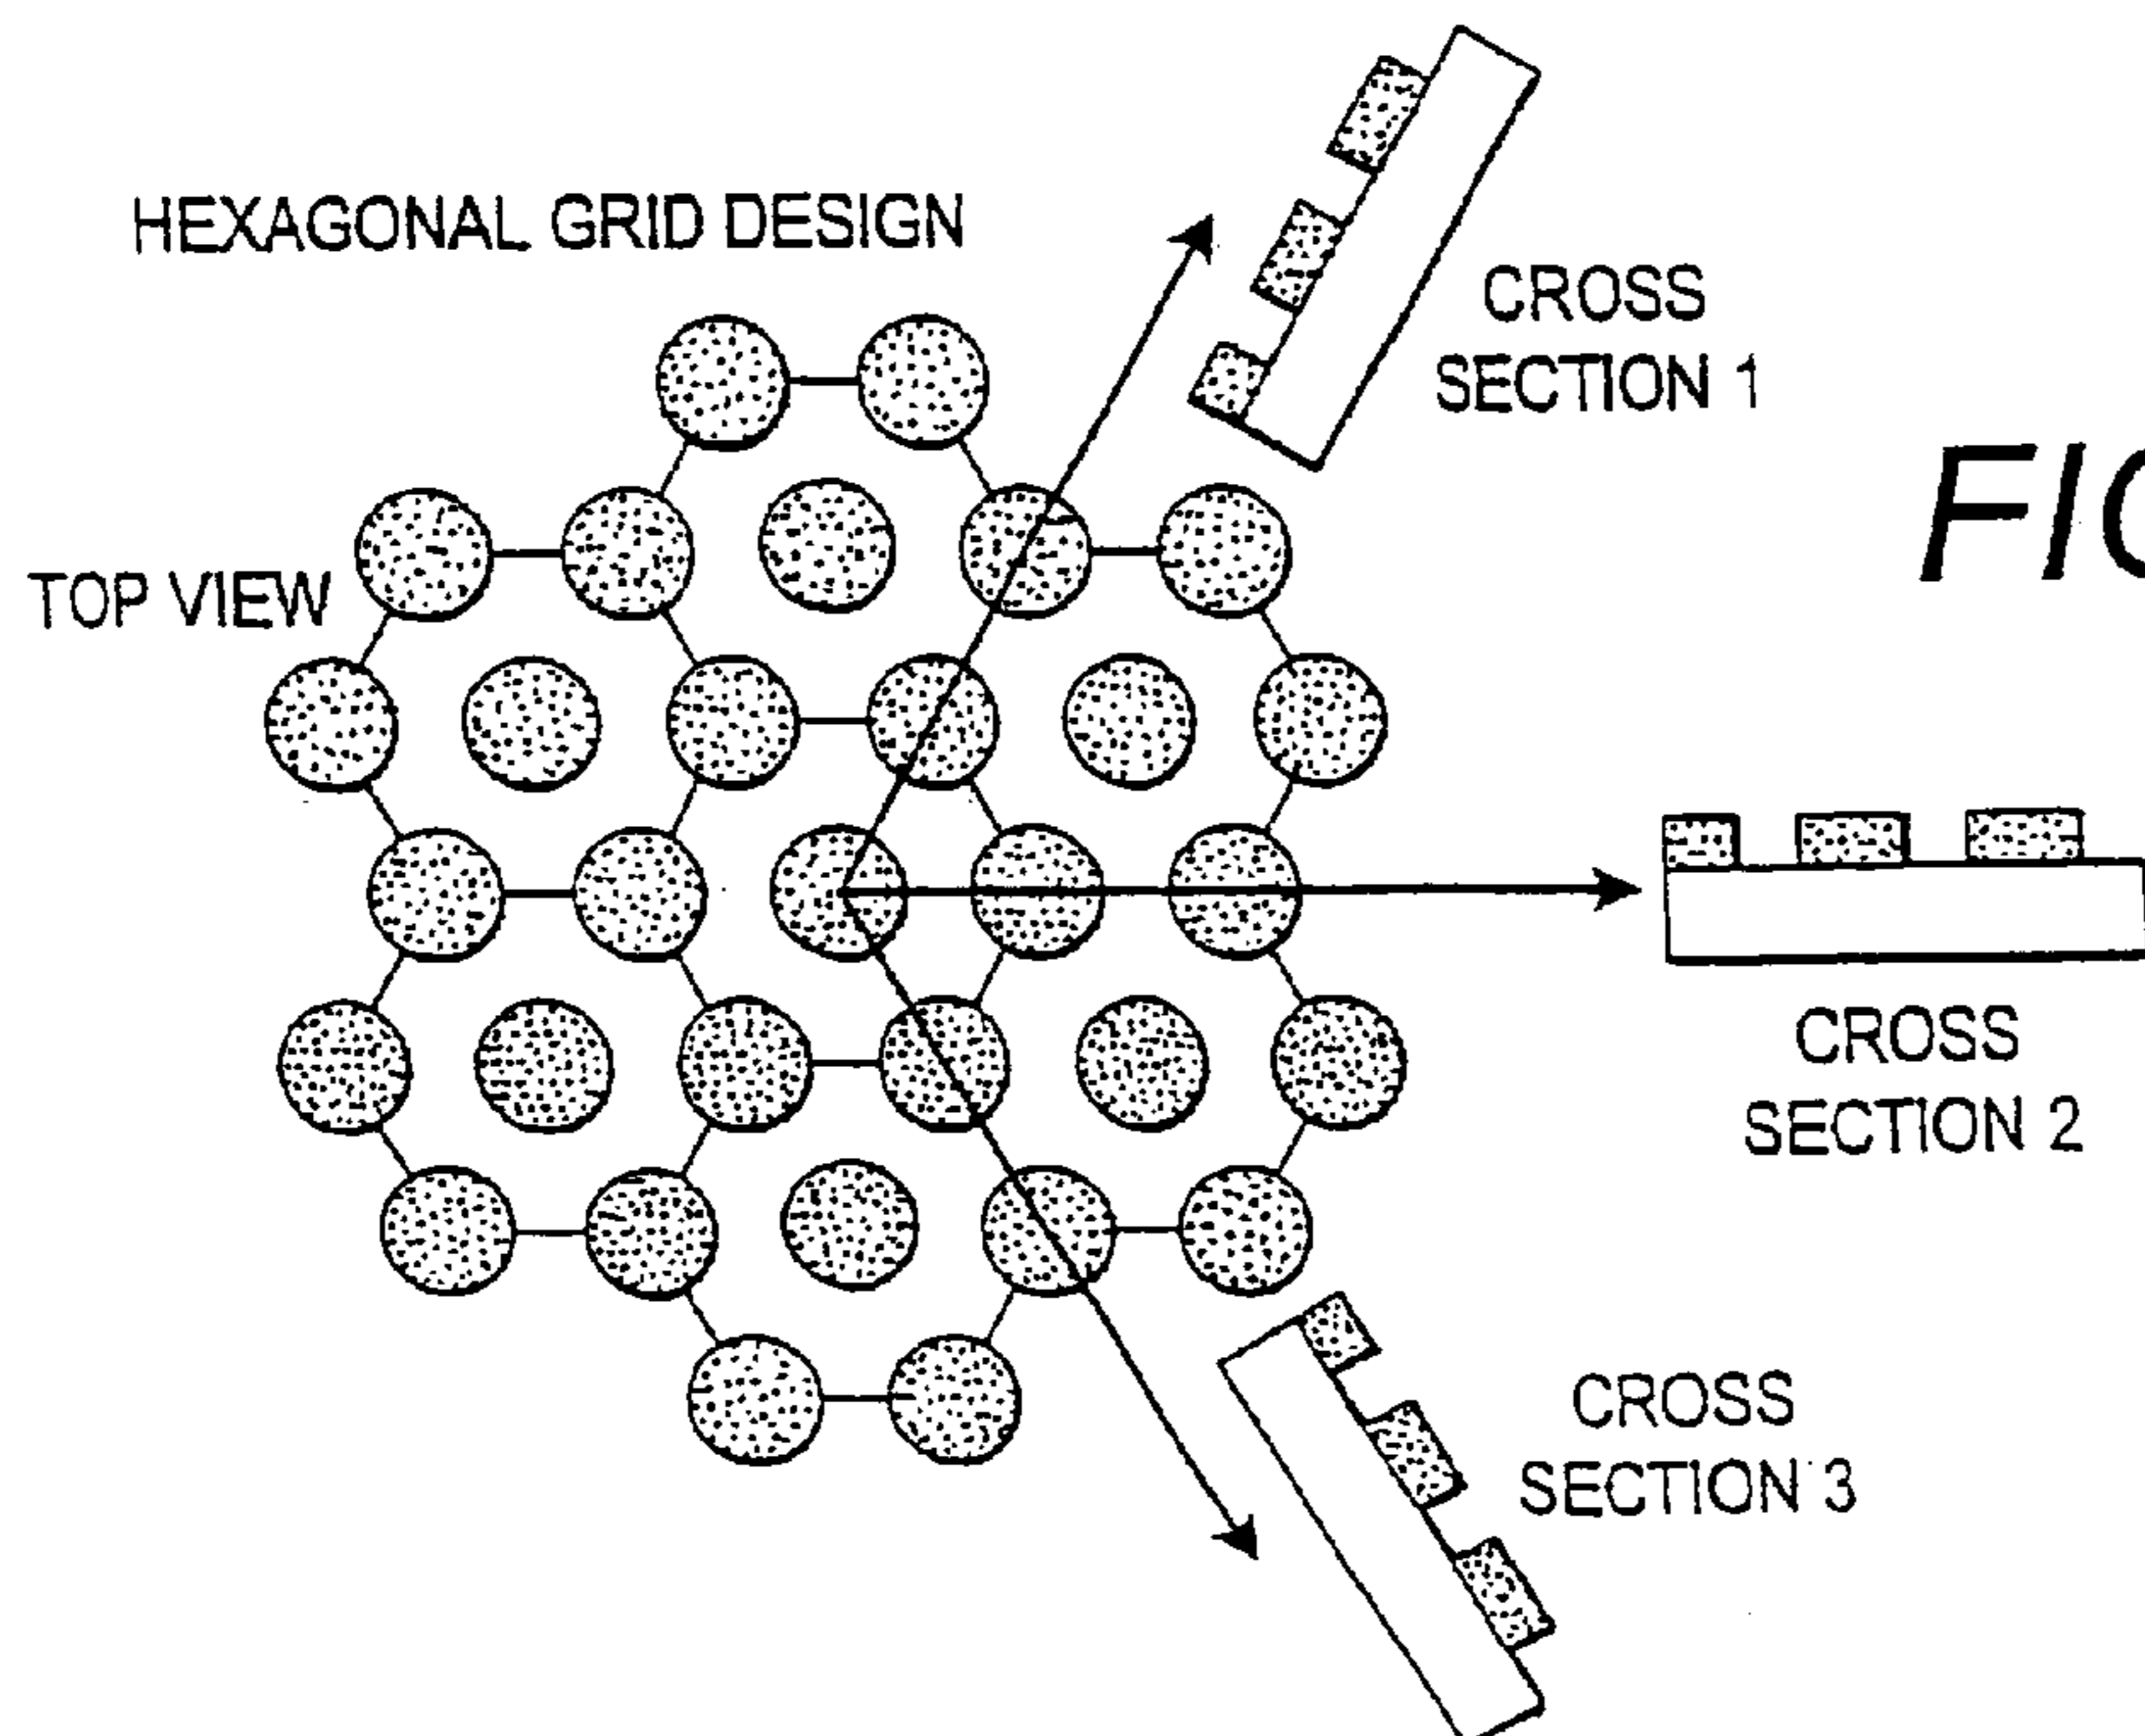 HEXAGONAL GRID DESIGN
CROSS
SECTION 1
TOP VIEW
CROSS
SECTION 2
CROSS
SECTION 3